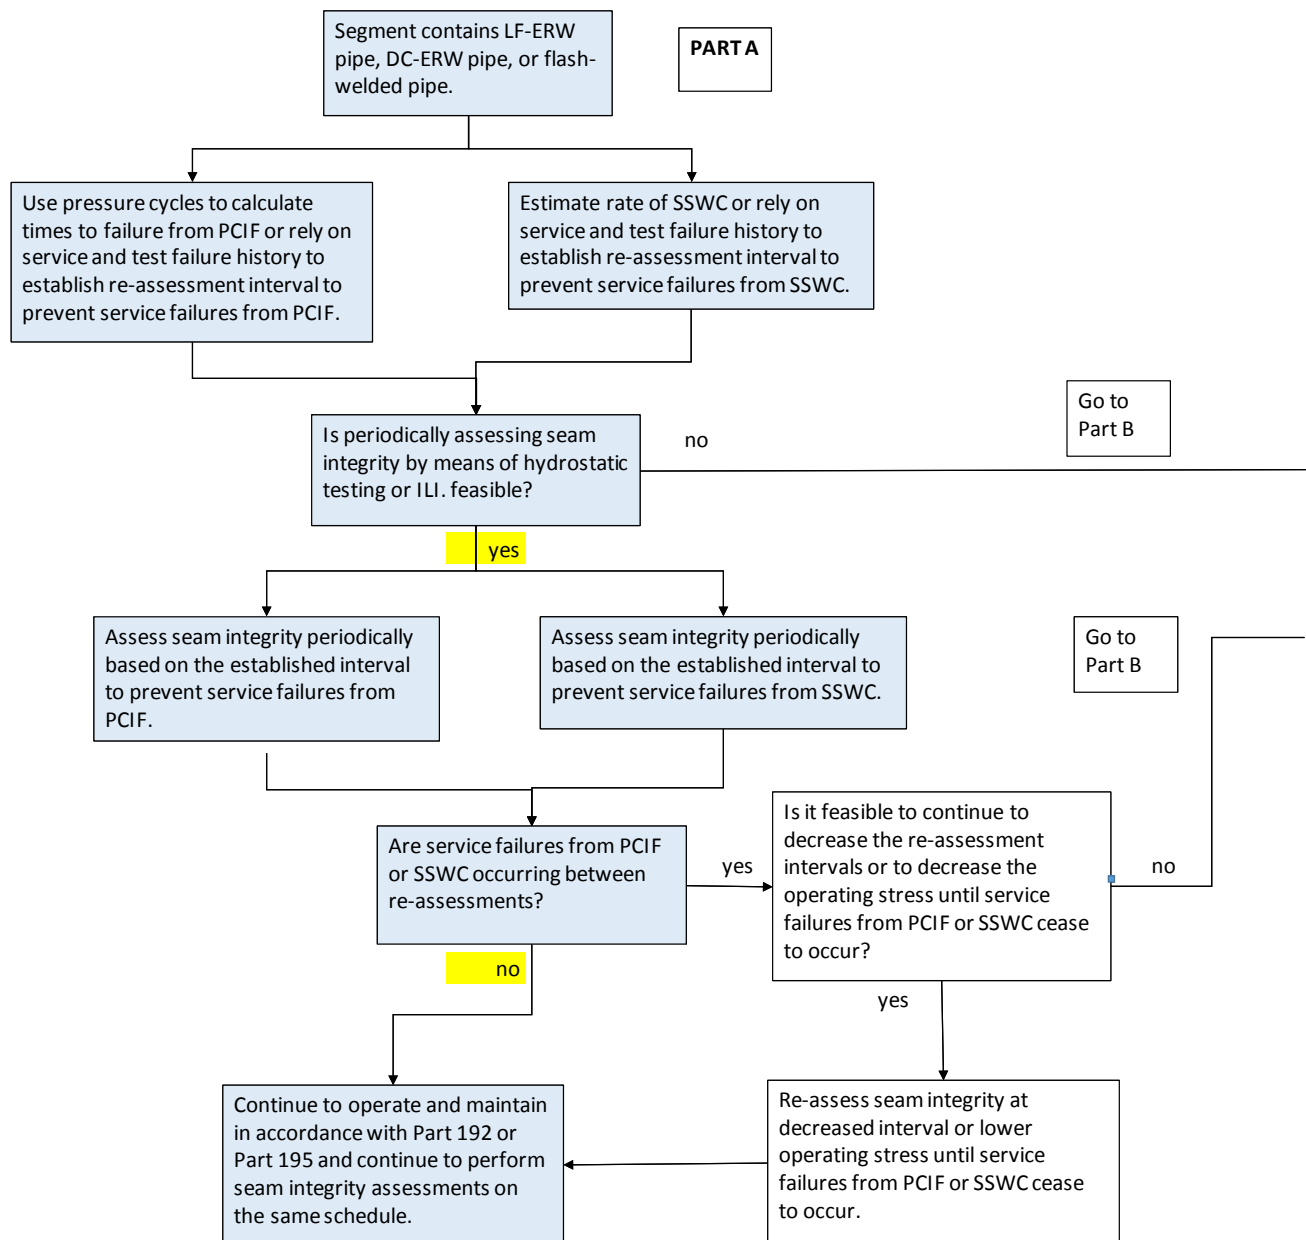 Segment contains LF-ERW
pipe, DC-ERW pipe, or flash-
welded pipe.
PART A
Use pressure cycles to calculate
times to failure from PCIF or rely on
service and test failure history to
establish re-assessment interval to
prevent service failures from PCIF.
Estimate rate of SSWC or rely on
service and test failure history to
establish re-assessment interval to
prevent service failures from SSWC.
Is periodically assessing seam
integrity by means of hydrostatic
testing or ILI. feasible?
no
Go to
Part B
yes
Assess seam integrity periodically
based on the established interval
to prevent service failures from
PCIF.
Assess seam integrity periodically
based on the established interval to
prevent service failures from SSWC.
Go to
Part B
Are service failures from PCIF
or SSWC occurring between
re-assessments?
yes
Is it feasible to continue to
decrease the re-assessment
intervals or to decrease the
operating stress until service
failures from PCIF or SSWC cease
to occur?
no
no
yes
Continue to operate and maintain
in accordance with Part 192 or
Part 195 and continue to perform
seam integrity assessments on
the same schedule.
Re-assess seam integrity at
decreased interval or lower
operating stress until service
failures from PCIF or SSWC cease
to occur.